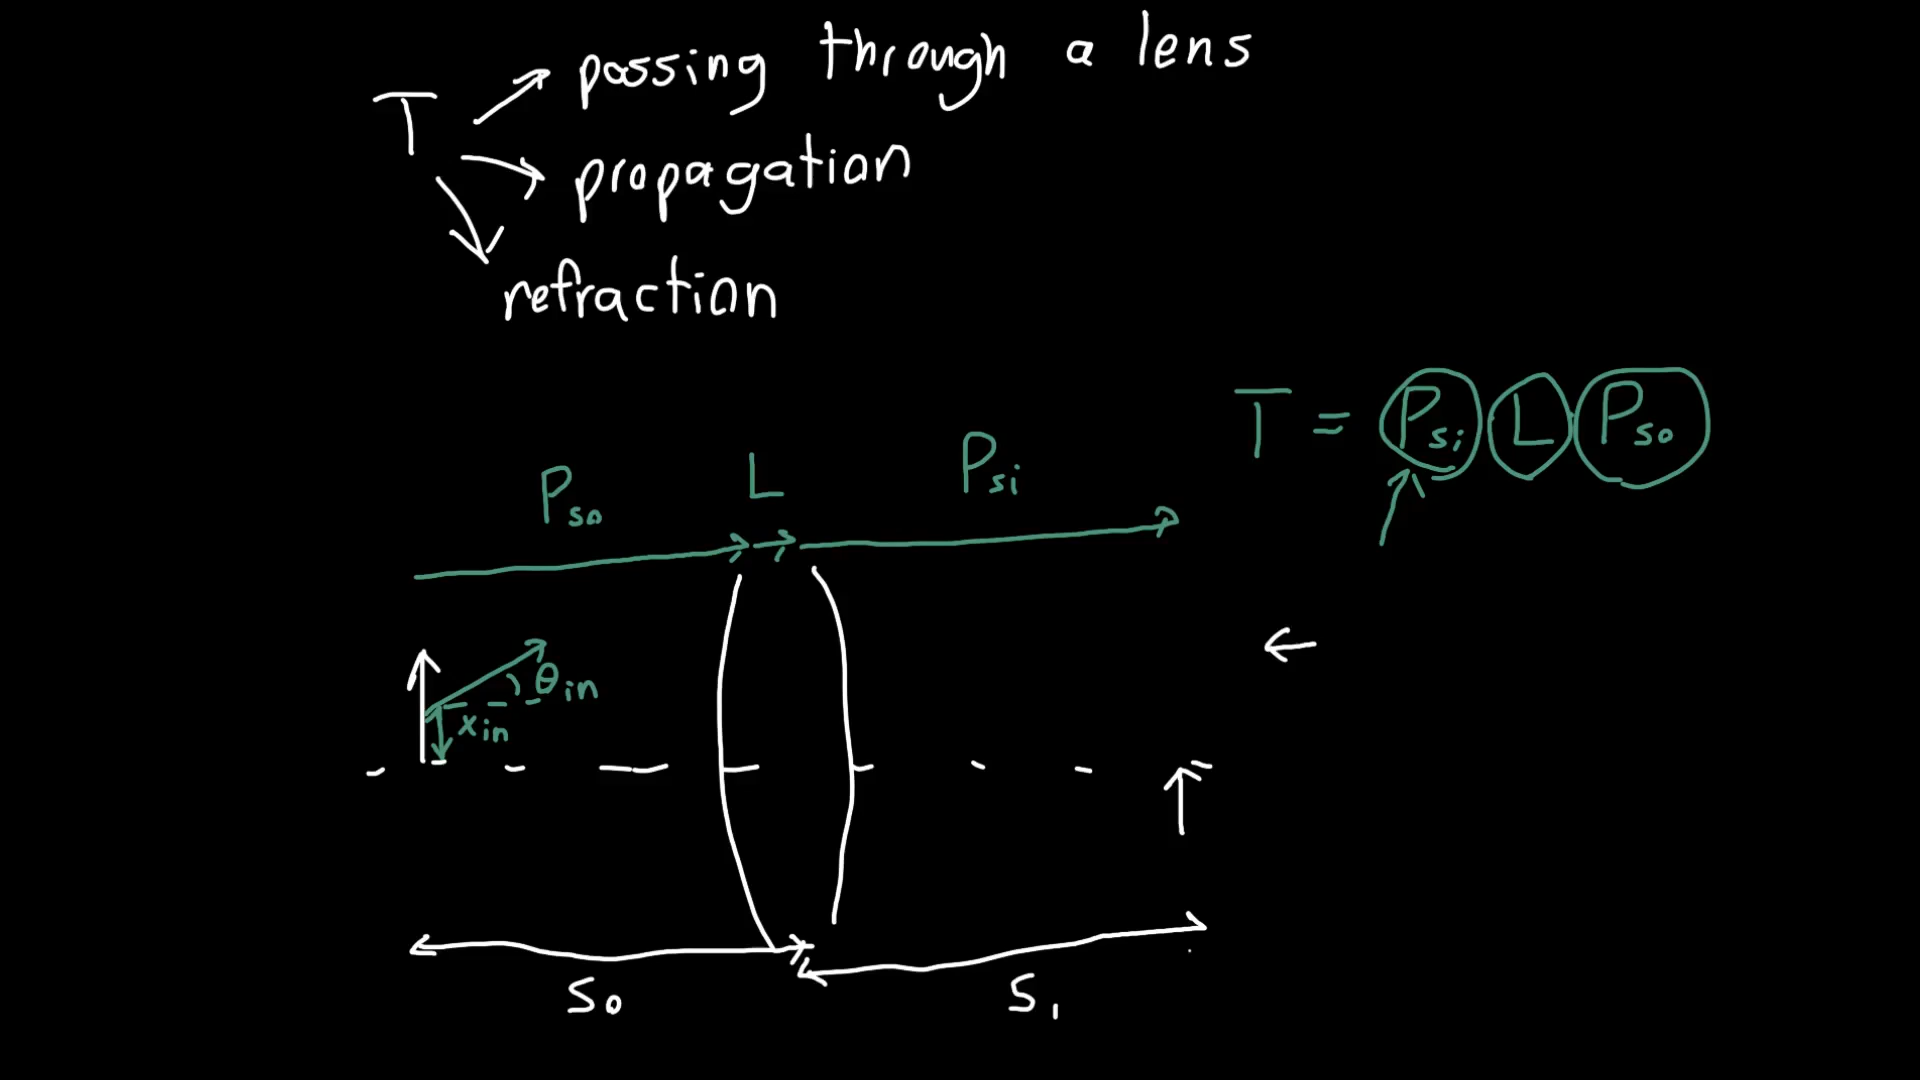 T
passing through a lens
propagation
refraction
T = P_si L P_so
P_so L P_si
θ_in
x_in
S_o S_i